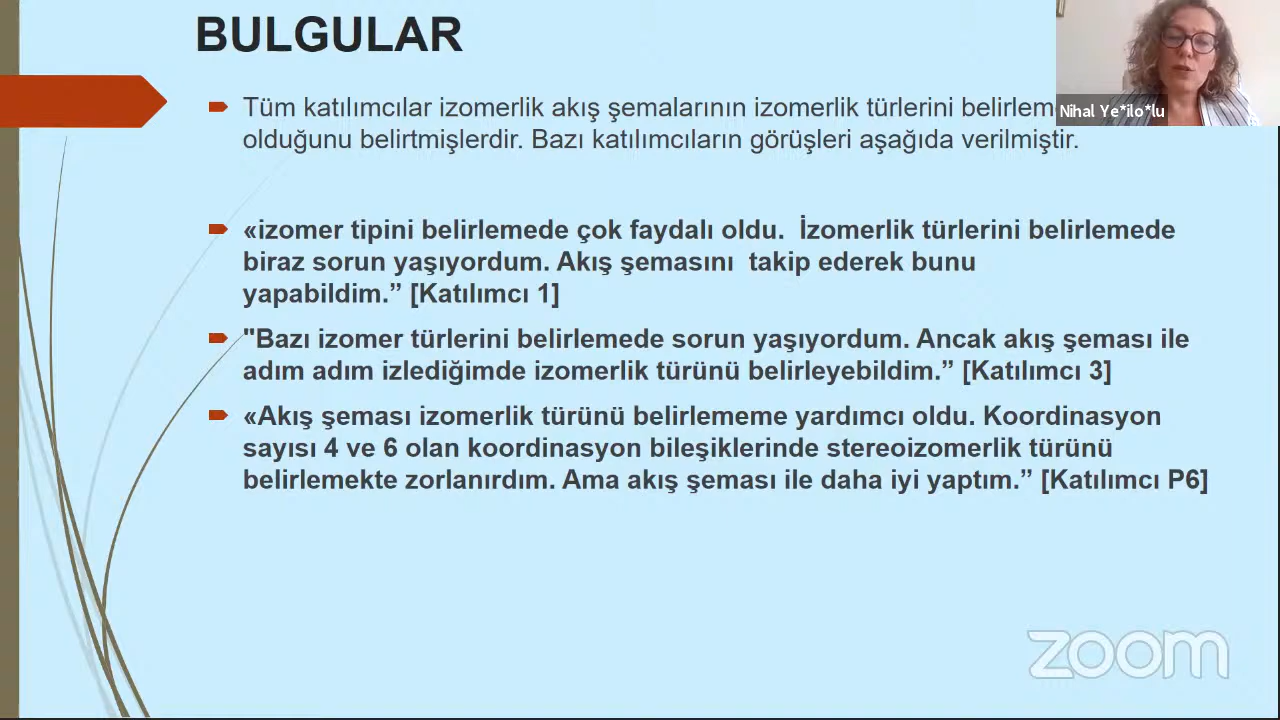 BULGULAR
Tüm katılımcılar izomerlik akış şemalarının izomerlik türlerini belirlem
olduğunu belirtmişlerdir. Bazı katılımcıların görüşleri aşağıda verilmiştir.
Nihal Ye*ilo*lu
«izomer tipini belirlemede çok faydalı oldu.  İzomerlik türlerini belirlemede
biraz sorun yaşıyordum. Akış şemasını  takip ederek bunu
yapabildim.” [Katılımcı 1]
"Bazı izomer türlerini belirlemede sorun yaşıyordum. Ancak akış şeması ile
adım adım izlediğimde izomerlik türünü belirleyebildim.” [Katılımcı 3]
«Akış şeması izomerlik türünü belirlememe yardımcı oldu. Koordinasyon
sayısı 4 ve 6 olan koordinasyon bileşiklerinde stereoizomerlik türünü
belirlemekte zorlanırdım. Ama akış şeması ile daha iyi yaptım.” [Katılımcı P6]
zoom